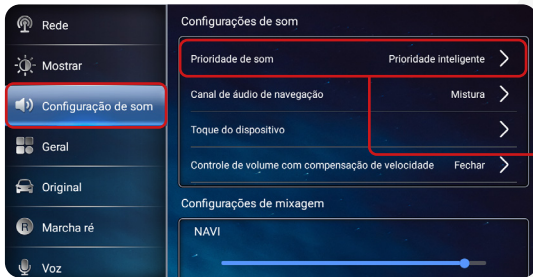 Rede
Mostrar
Configuração de som
Geral
Original
R Marcha ré
Voz
Configurações de som
Prioridade de som Prioridade inteligente
Canal de áudio de navegação Mistura
Toque do dispositivo
Controle de volume com compensação de velocidade Fechar
Configurações de mixagem
NAVI